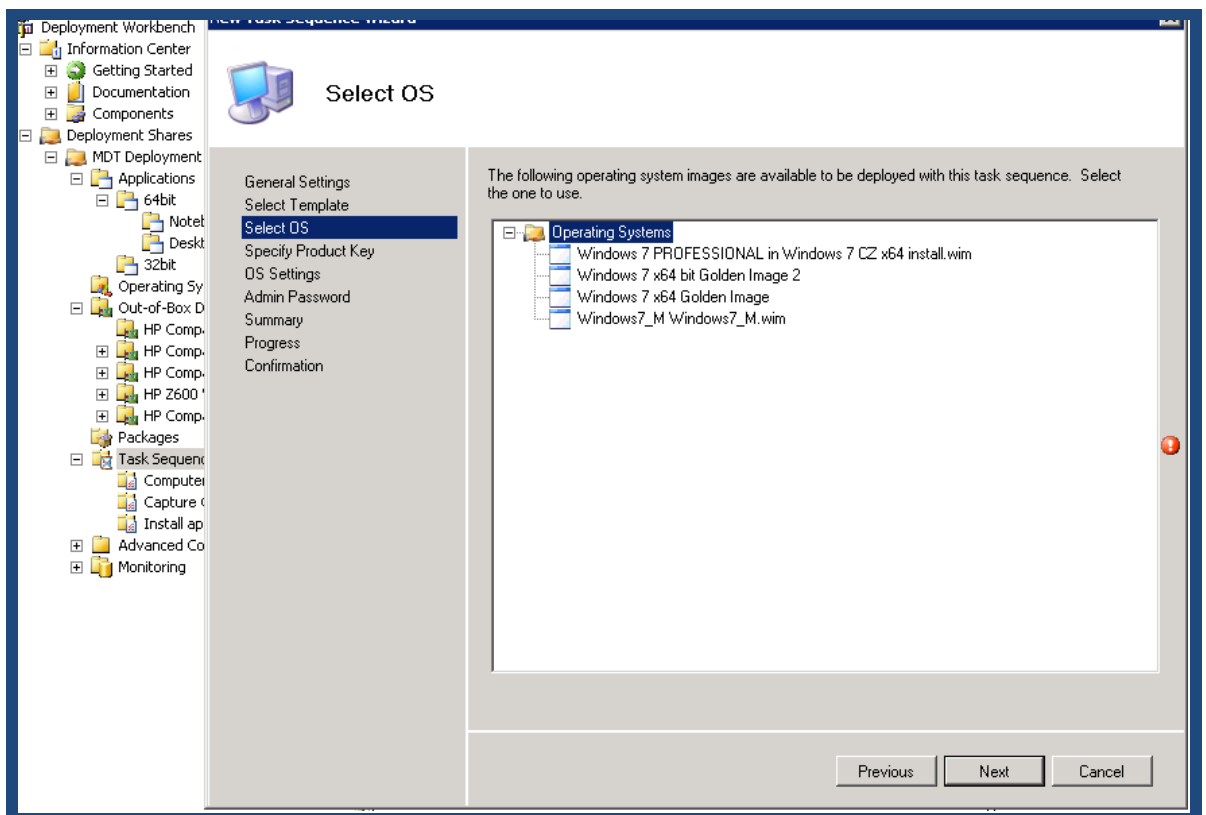 Deployment Workbench
New Task Sequence Wizard
Information Center
Getting Started
Documentation
Components
Deployment Shares
MDT Deployment
Applications
64bit
Noteb
Deskt
32bit
Operating Sy
Out-of-Box D
HP Comp
HP Comp
HP Comp
HP Z600
HP Comp
Packages
Task Sequenc
Computer
Capture
Install ap
Advanced Co
Monitoring
Select OS
General Settings
Select Template
Select OS
Specify Product Key
OS Settings
Admin Password
Summary
Progress
Confirmation
The following operating system images are available to be deployed with this task sequence. Select
the one to use.
Operating Systems
Windows 7 PROFESSIONAL in Windows 7 CZ x64 install.wim
Windows 7 x64 bit Golden Image 2
Windows 7 x64 Golden Image
Windows7_M Windows7_M.wim
Previous
Next
Cancel